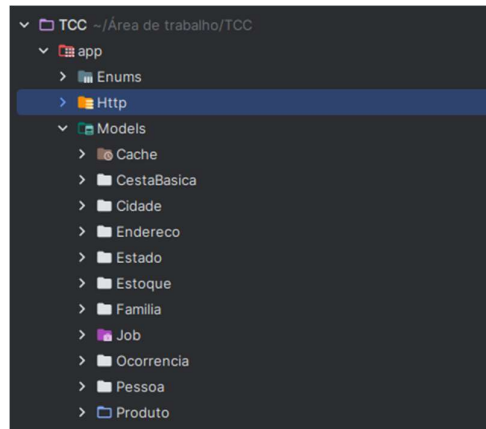 TCC ~/Área de trabalho/TCC
app
Enums
Http
Models
Cache
CestaBasica
Cidade
Endereco
Estado
Estoque
Familia
Job
Ocorrencia
Pessoa
Produto